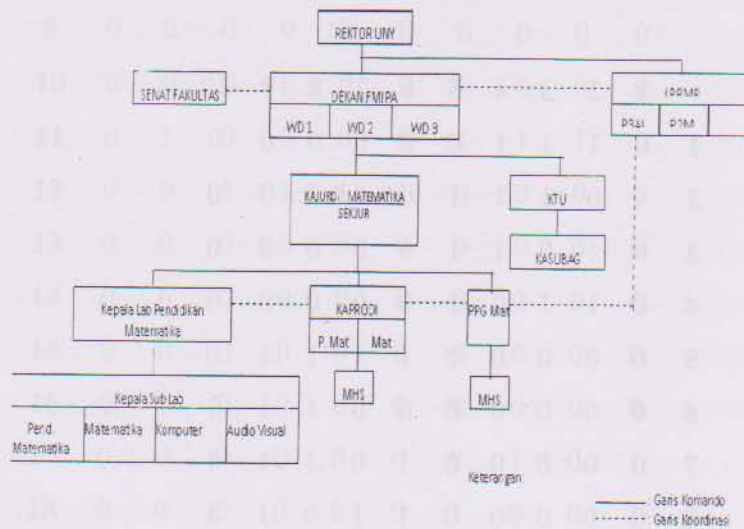 REKTOR UNY
SENAT FAKULTAS
DEKAN FMIPA
LPPMP
WD 1 WD 2 WD 3
P3AI P2M
KAJURD. MATEMATIKA
SEKJUR
KTU
KASUBAG
Kepala Lab Pendidikan
Matematika
KAPRODI
P. Mat Mat
PPG Mat
MHS
MHS
Kepala Sub Lab
Pend.
Matematika
Matematika
Komputer
Audio Visual
Keterangan:
Garis Komando
Garis Koordinasi